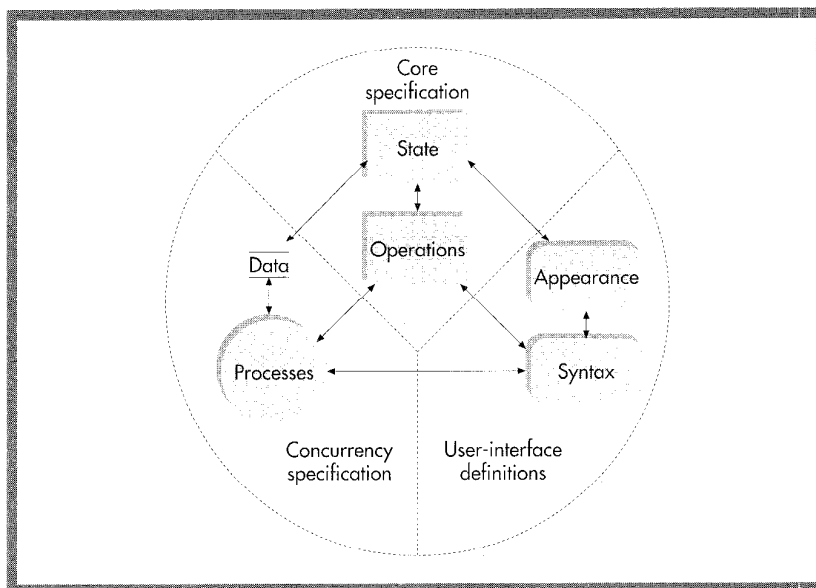 Core
specification
State
Operations
Data
Appearance
Processes
Syntax
Concurrency
specification
User-interface
definitions